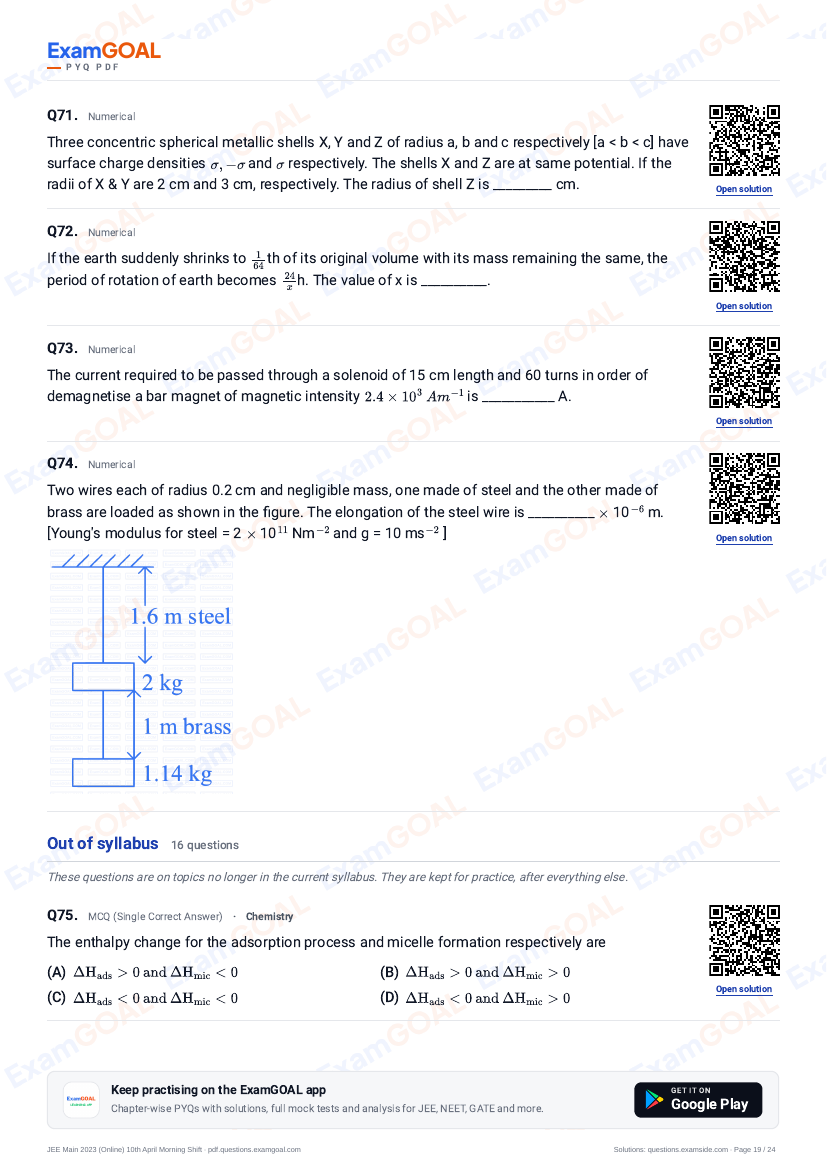 ExamGOAL
PYQ PDF
Q71. Numerical
Three concentric spherical metallic shells X, Y and Z of radius a, b and c respectively [a < b < c] have
surface charge densities σ, −σ and σ respectively. The shells X and Z are at same potential. If the
radii of X & Y are 2 cm and 3 cm, respectively. The radius of shell Z is _________ cm.
Open solution
Q72. Numerical
If the earth suddenly shrinks to 1/64 th of its original volume with its mass remaining the same, the
period of rotation of earth becomes 24/x h. The value of x is __________.
Open solution
Q73. Numerical
The current required to be passed through a solenoid of 15 cm length and 60 turns in order of
demagnetise a bar magnet of magnetic intensity 2.4 × 10³ Am⁻¹ is ___________ A.
Open solution
Q74. Numerical
Two wires each of radius 0.2 cm and negligible mass, one made of steel and the other made of
brass are loaded as shown in the figure. The elongation of the steel wire is __________ × 10⁻⁶ m.
[Young's modulus for steel = 2 × 10¹¹ Nm⁻² and g = 10 ms⁻² ]
Open solution
1.6 m steel
2 kg
1 m brass
1.14 kg
Out of syllabus 16 questions
These questions are on topics no longer in the current syllabus. They are kept for practice, after everything else.
Q75. MCQ (Single Correct Answer) · Chemistry
The enthalpy change for the adsorption process and micelle formation respectively are
(A) ΔH_ads > 0 and ΔH_mic < 0
(B) ΔH_ads > 0 and ΔH_mic > 0
(C) ΔH_ads < 0 and ΔH_mic < 0
(D) ΔH_ads < 0 and ΔH_mic > 0
Open solution
ExamGOAL
Keep practising on the ExamGOAL app
Chapter-wise PYQs with solutions, full mock tests and analysis for JEE, NEET, GATE and more.
GET IT ON
Google Play
JEE Main 2023 (Online) 10th April Morning Shift · pdf.questions.examgoal.com
Solutions: questions.examside.com · Page 19 / 24